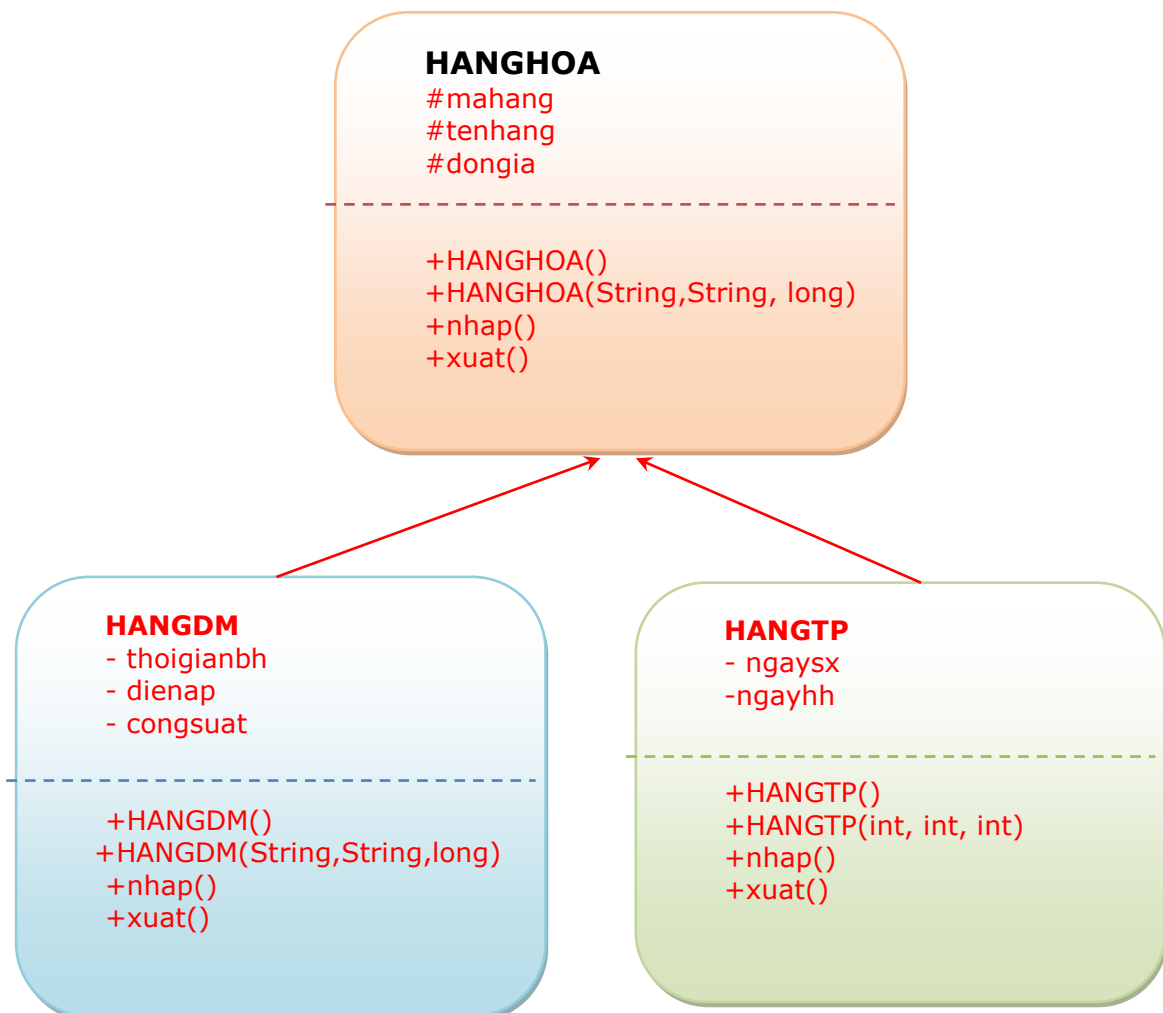 HANGHOA
#mahang
#tenhang
#dongia
+HANGHOA()
+HANGHOA(String,String, long)
+nhap()
+xuat()
HANGDM
- thoigianbh
- dienap
- congsuat
+HANGDM()
+HANGDM(String,String,long)
+nhap()
+xuat()
HANGTP
- ngaysx
-ngayhh
+HANGTP()
+HANGTP(int, int, int)
+nhap()
+xuat()